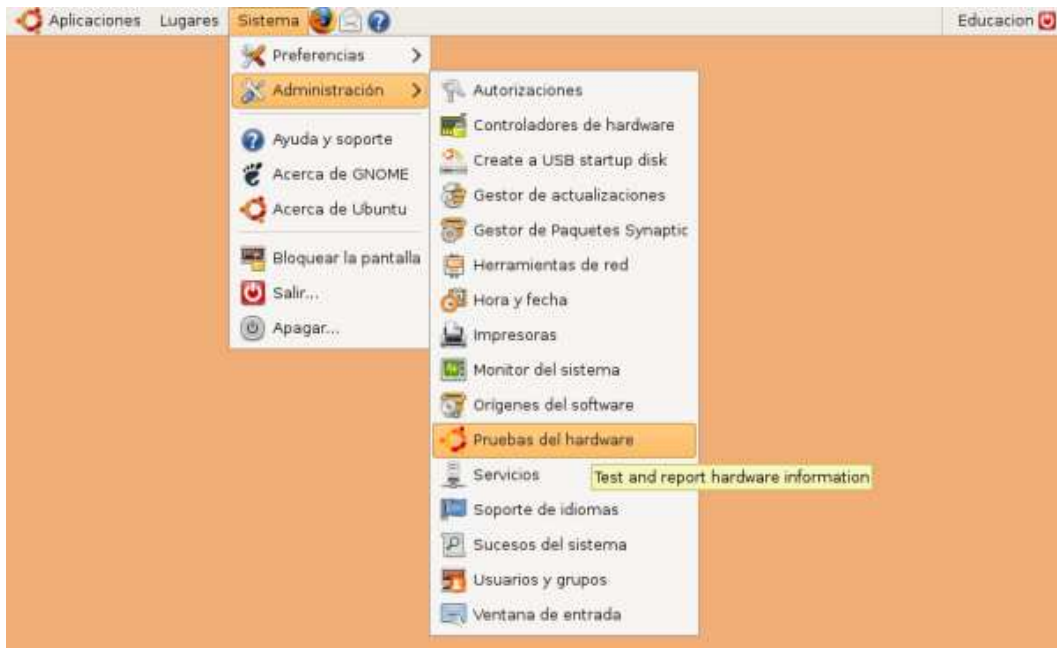 Aplicaciones Lugares Sistema Educacion
Preferencias
Administración
Ayuda y soporte
Acerca de GNOME
Acerca de Ubuntu
Bloquear la pantalla
Salir...
Apagar...
Autorizaciones
Controladores de hardware
Create a USB startup disk
Gestor de actualizaciones
Gestor de Paquetes Synaptic
Herramientas de red
Hora y fecha
Impresoras
Monitor del sistema
Orígenes del software
Pruebas del hardware
Servicios
Test and report hardware information
Soporte de idiomas
Sucesos del sistema
Usuarios y grupos
Ventana de entrada